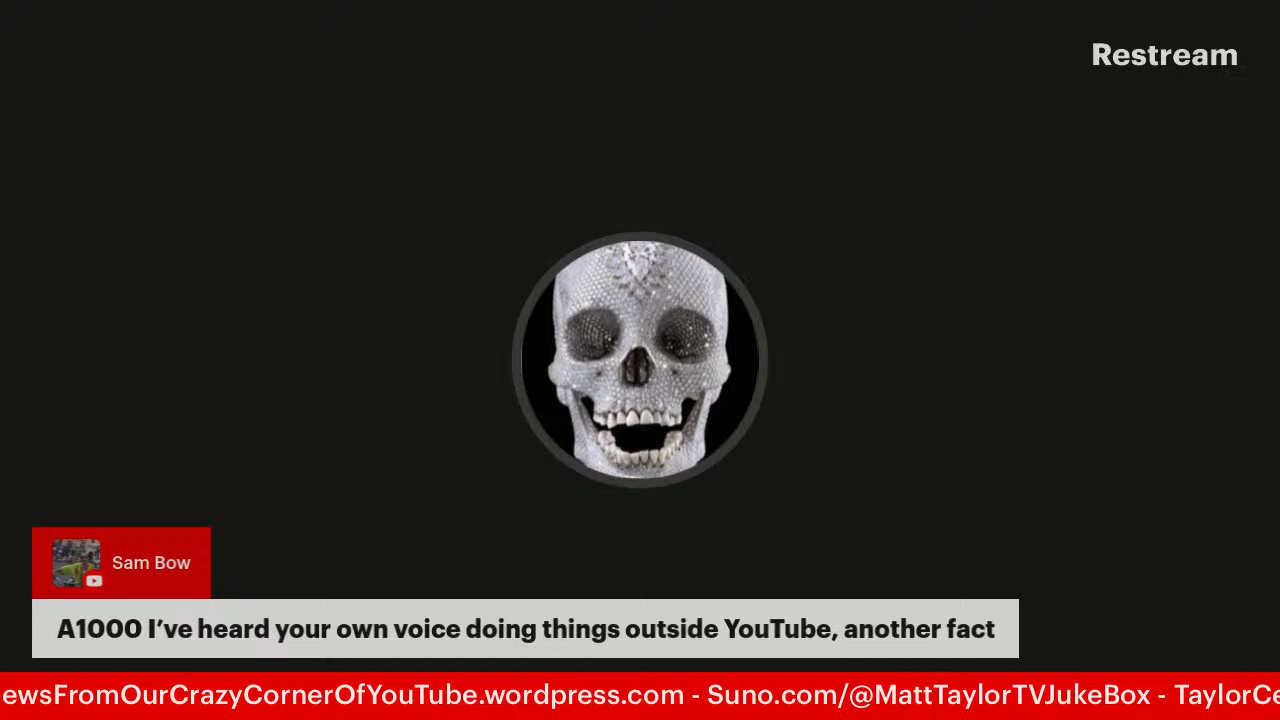 Restream
Sam Bow
A1000 I’ve heard your own voice doing things outside YouTube, another fact
ewsFromOurCrazyCornerOfYouTube.wordpress.com - Suno.com/@MattTaylorTVJukeBox - TaylorCe